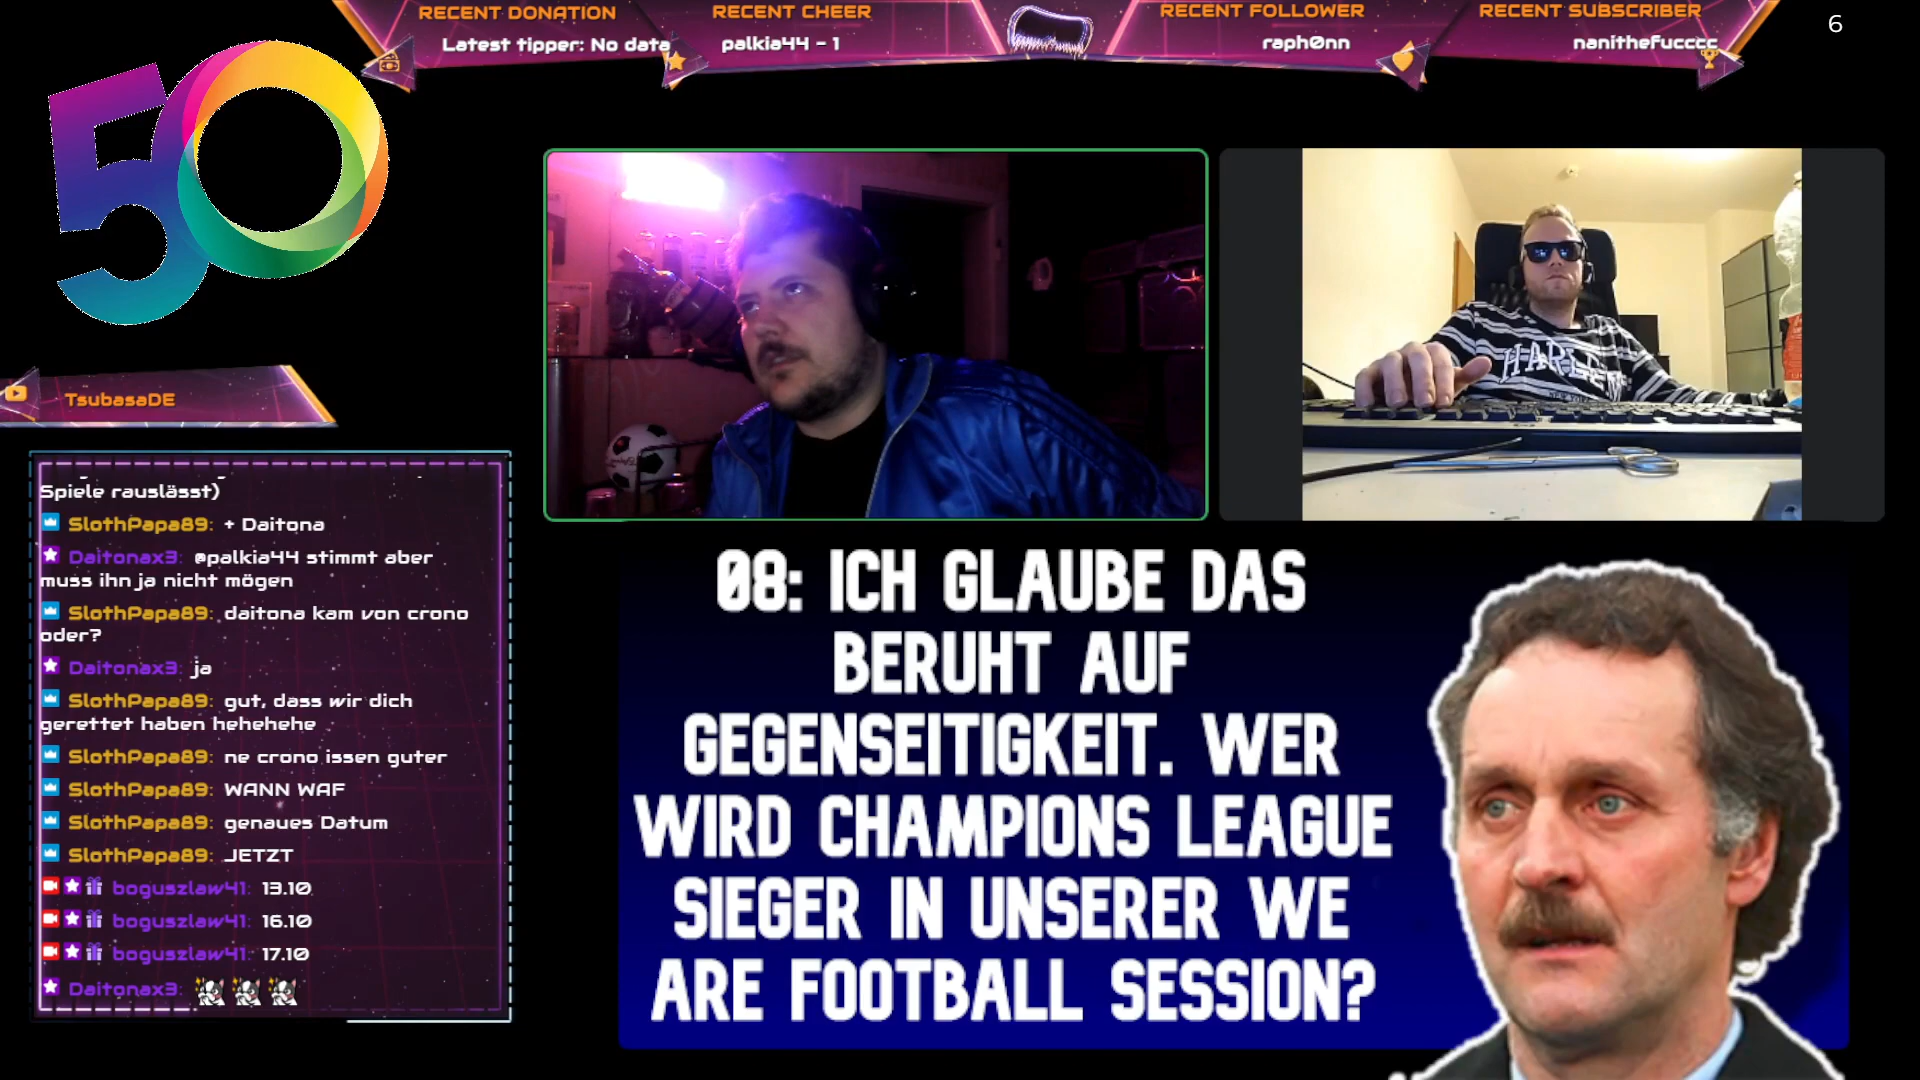 RECENT DONATION
Latest tipper: No data
RECENT CHEER
palkia44 - 1
RECENT FOLLOWER
raph0nn
RECENT SUBSCRIBER
nanithefucccc
6
50
TsubasaDE
Spiele rauslässt)
SlothPapa89: + Daitona
Daitonax3: @palkia44 stimmt aber
muss ihn ja nicht mögen
SlothPapa89: daitona kam von crono
oder?
Daitonax3: ja
SlothPapa89: gut, dass wir dich
gerettet haben hehehehe
SlothPapa89: ne crono issen guter
SlothPapa89: WANN WAF
SlothPapa89: genaues Datum
SlothPapa89: JETZT
boguszlaw41: 13.10
boguszlaw41: 16.10
boguszlaw41: 17.10
Daitonax3:
HARLEM
08: ICH GLAUBE DAS
BERUHT AUF
GEGENSEITIGKEIT. WER
WIRD CHAMPIONS LEAGUE
SIEGER IN UNSERER WE
ARE FOOTBALL SESSION?